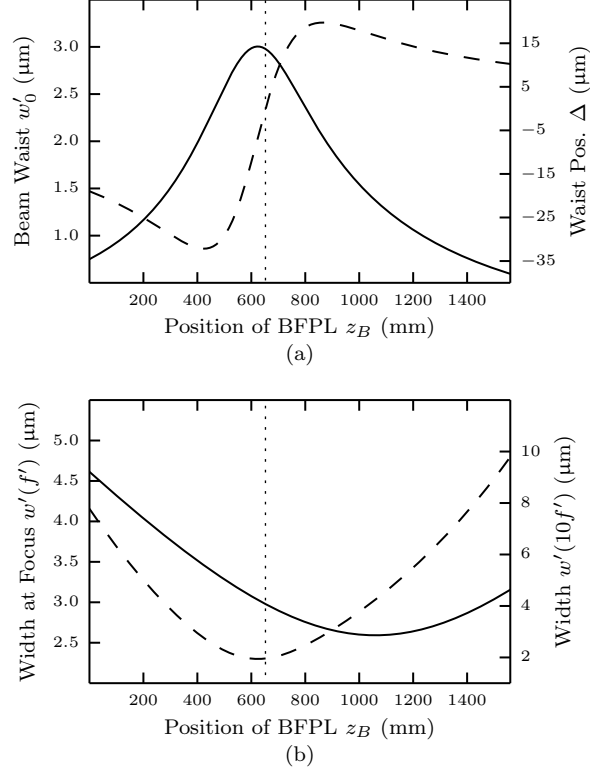 Beam Waist w′₀ (μm)
3.0
2.5
2.0
1.5
1.0
15
5
−5
−15
−25
−35
Waist Pos. Δ (μm)
200 400 600 800 1000 1200 1400
Position of BFPL z_B (mm)
(a)
Width at Focus w′(f′) (μm)
5.0
4.5
4.0
3.5
3.0
2.5
10
8
6
4
2
Width w′(10f′) (μm)
200 400 600 800 1000 1200 1400
Position of BFPL z_B (mm)
(b)